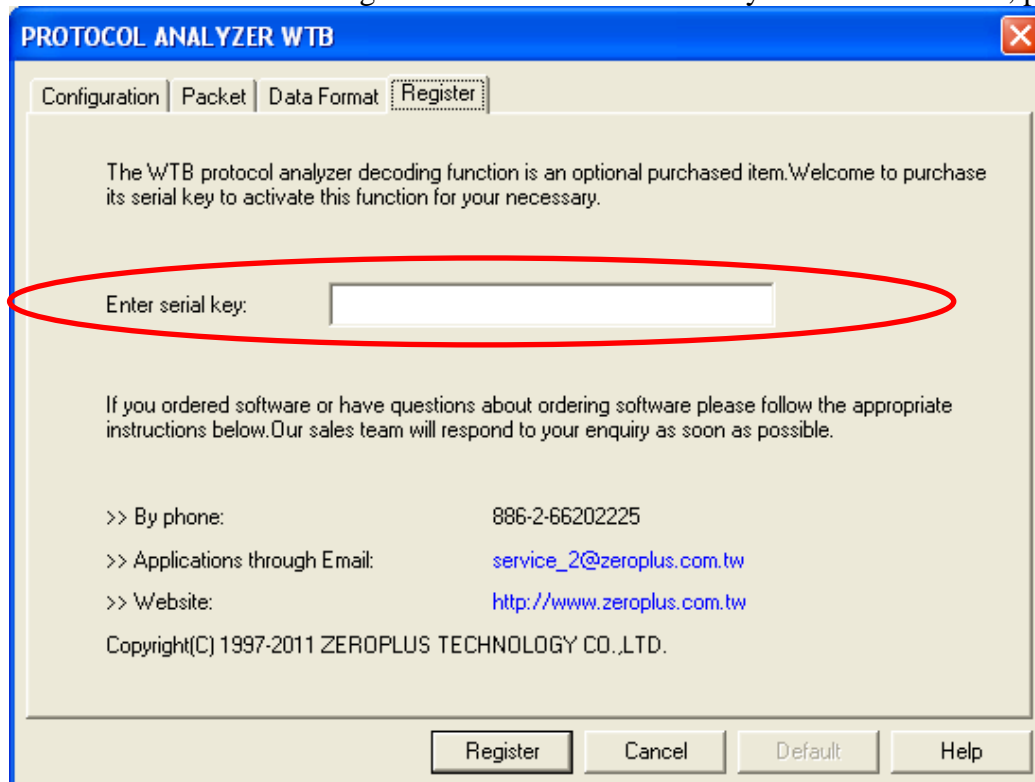 PROTOCOL ANALYZER WTB
Configuration Packet Data Format Register
The WTB protocol analyzer decoding function is an optional purchased item.Welcome to purchase
its serial key to activate this function for your necessary.
Enter serial key:
If you ordered software or have questions about ordering software please follow the appropriate
instructions below.Our sales team will respond to your enquiry as soon as possible.
>> By phone: 886-2-66202225
>> Applications through Email: service_2@zeroplus.com.tw
>> Website: http://www.zeroplus.com.tw
Copyright(C) 1997-2011 ZEROPLUS TECHNOLOGY CO.,LTD.
Register Cancel Default Help